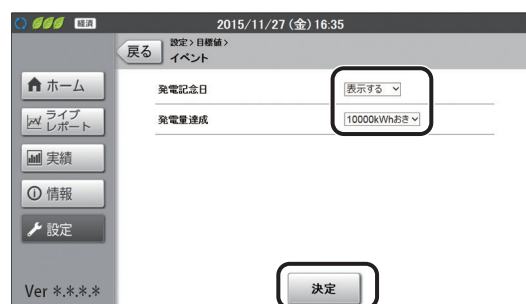 経済
2015/11/27 (金) 16:35
戻る
設定 > 目標値 >
イベント
ホーム
ライブ
レポート
実績
情報
設定
Ver *.*.*.*
発電記念日
表示する
発電量達成
10000kWhおき
決定